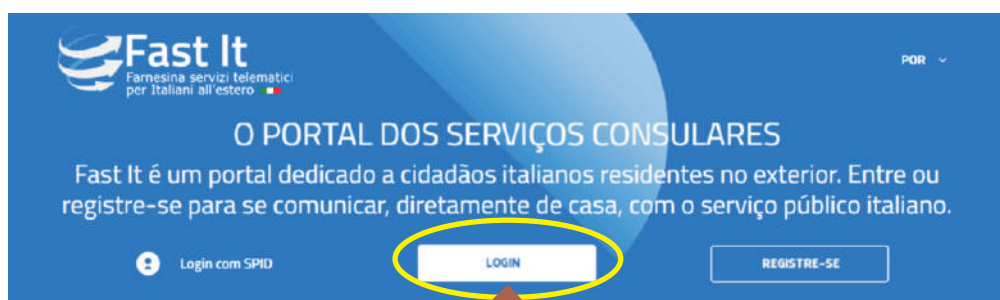 Fast It
Farnesina servizi telematici
per Italiani all'estero
POR
O PORTAL DOS SERVIÇOS CONSULARES
Fast It é um portal dedicado a cidadãos italianos residentes no exterior. Entre ou
registre-se para se comunicar, diretamente de casa, com o serviço público italiano.
Login com SPID
LOGIN
REGISTRE-SE